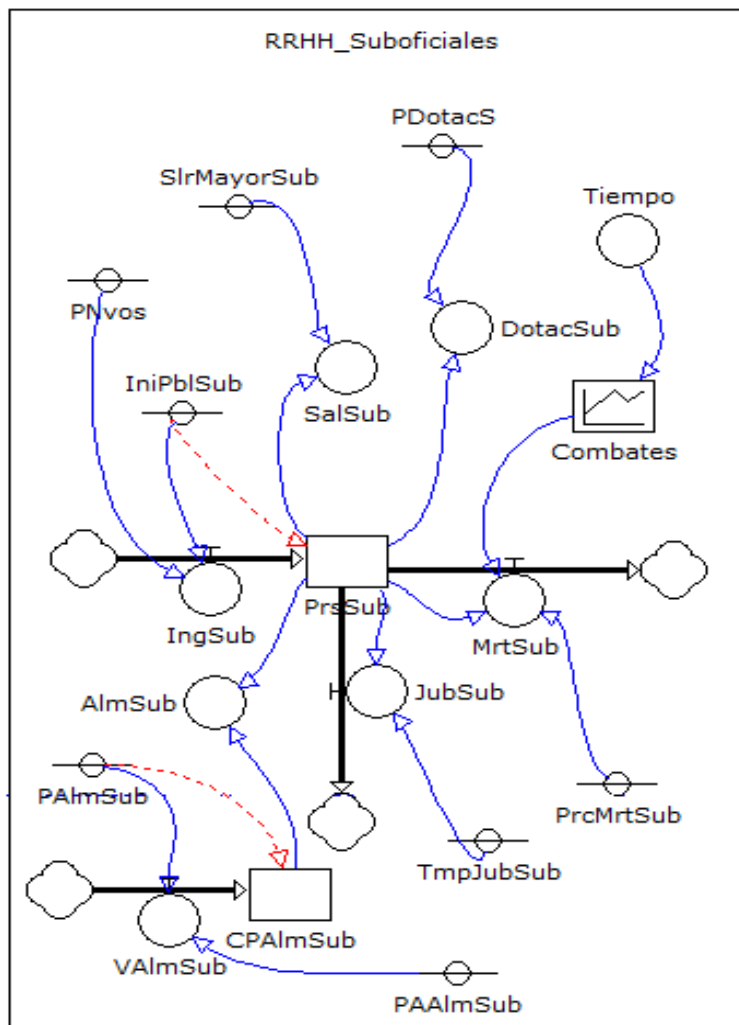 RRHH_Suboficiales
PDotacS
SlrMayorSub
Tiempo
PNvos
DotacSub
IniPblSub
SalSub
Combates
PrsSub
IngSub
MrtSub
AlmSub
JubSub
PAlmSub
PrcMrtSub
TmpJubSub
CPAlmSub
VAlmSub
PAAlmSub